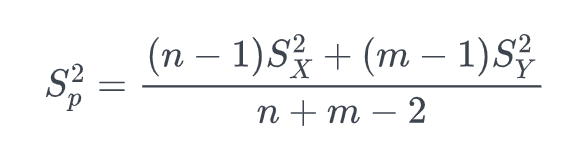 $S_p^2 = \frac{(n-1)S_X^2 + (m-1)S_Y^2}{n+m-2}$